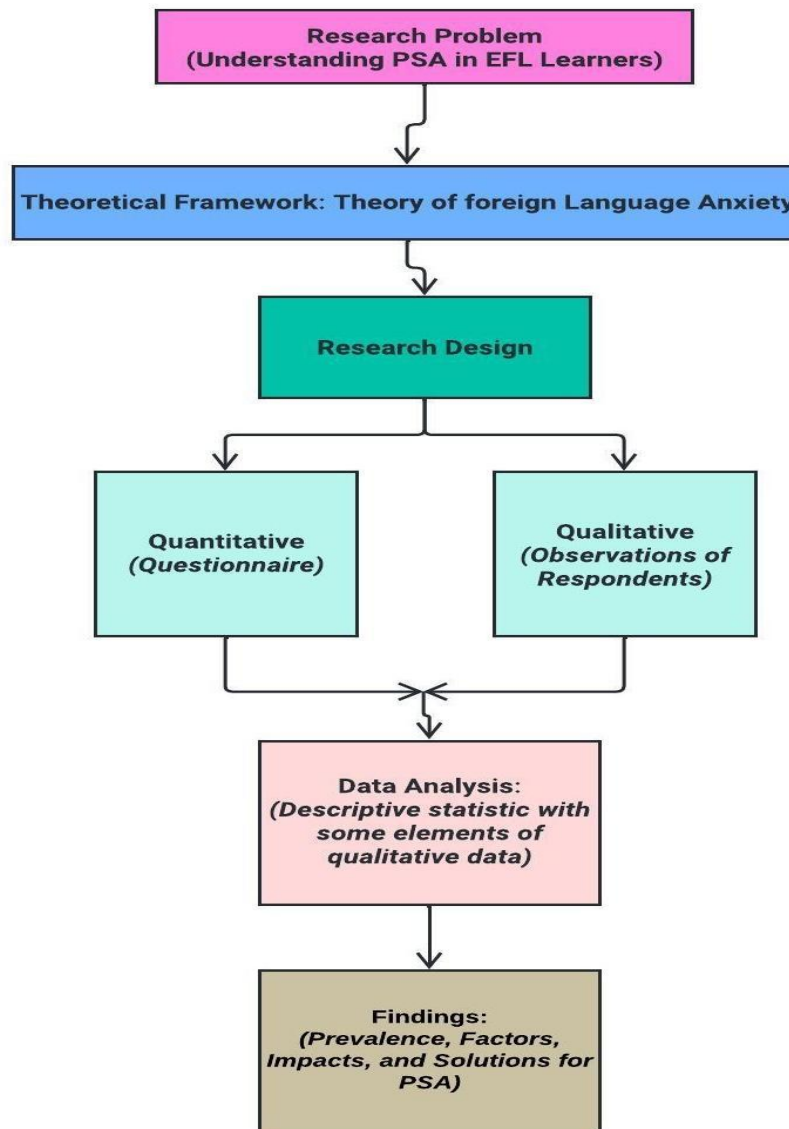 Research Problem
(Understanding PSA in EFL Learners)
Theoretical Framework: Theory of foreign Language Anxiety
Research Design
Quantitative
(Questionnaire)
Qualitative
(Observations of
Respondents)
Data Analysis:
(Descriptive statistic with
some elements of
qualitative data)
Findings:
(Prevalence, Factors,
Impacts, and Solutions for
PSA)